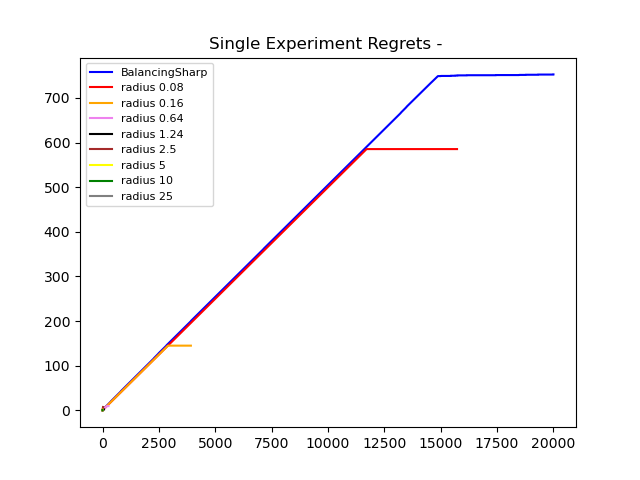 Single Experiment Regrets -
BalancingSharp
radius 0.08
radius 0.16
radius 0.64
radius 1.24
radius 2.5
radius 5
radius 10
radius 25
700
600
500
400
300
200
100
0
0 2500 5000 7500 10000 12500 15000 17500 20000